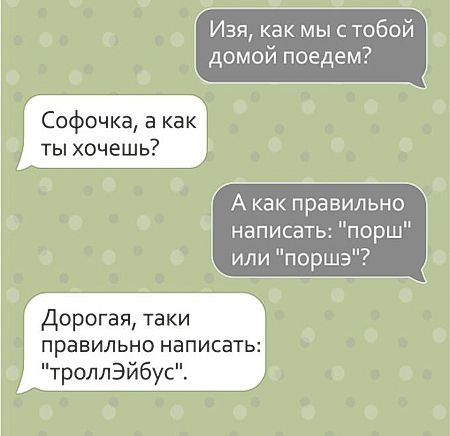 Изя, как мы с тобой
домой поедем?
Софочка, а как
ты хочешь?
А как правильно
написать: "порш"
или "поршэ"?
Дорогая, таки
правильно написать:
"троллЭйбус".